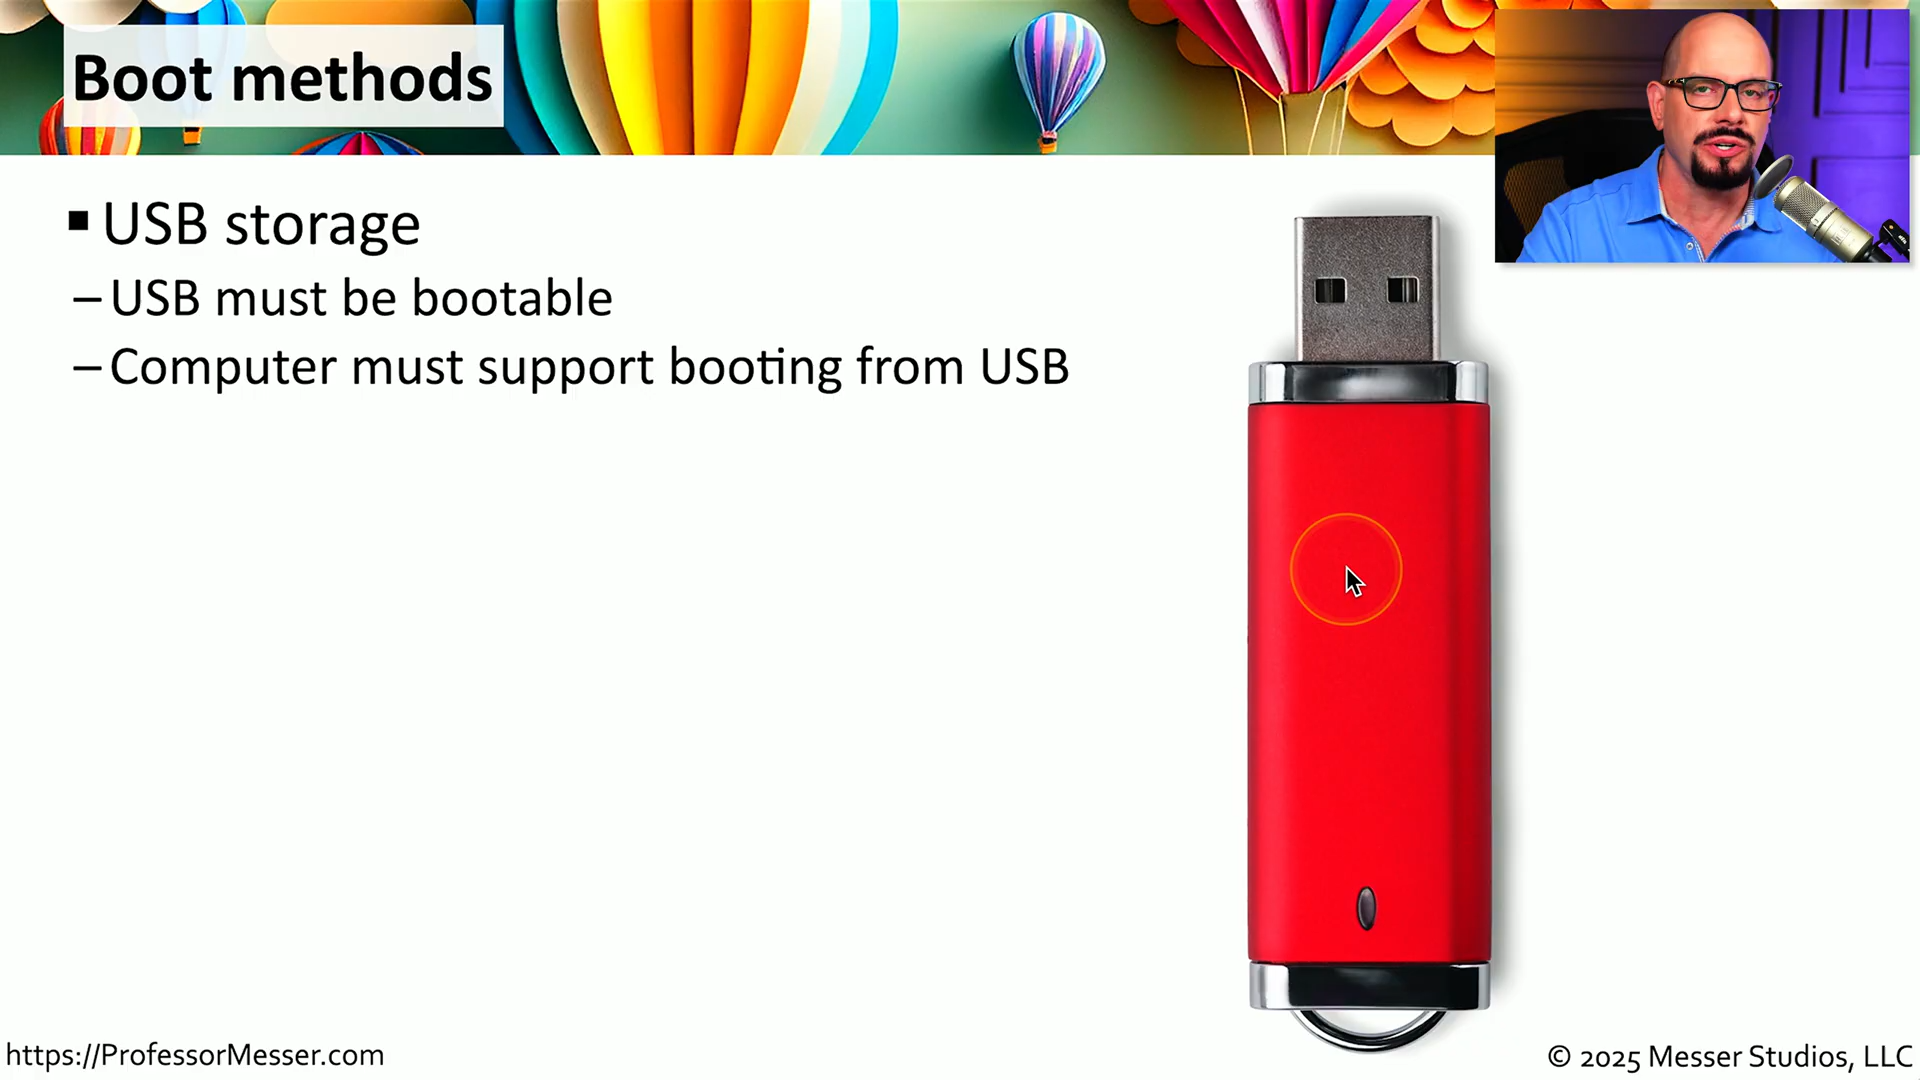 Boot methods
▪ USB storage
– USB must be bootable
– Computer must support booting from USB
https://ProfessorMesser.com
© 2025 Messer Studios, LLC